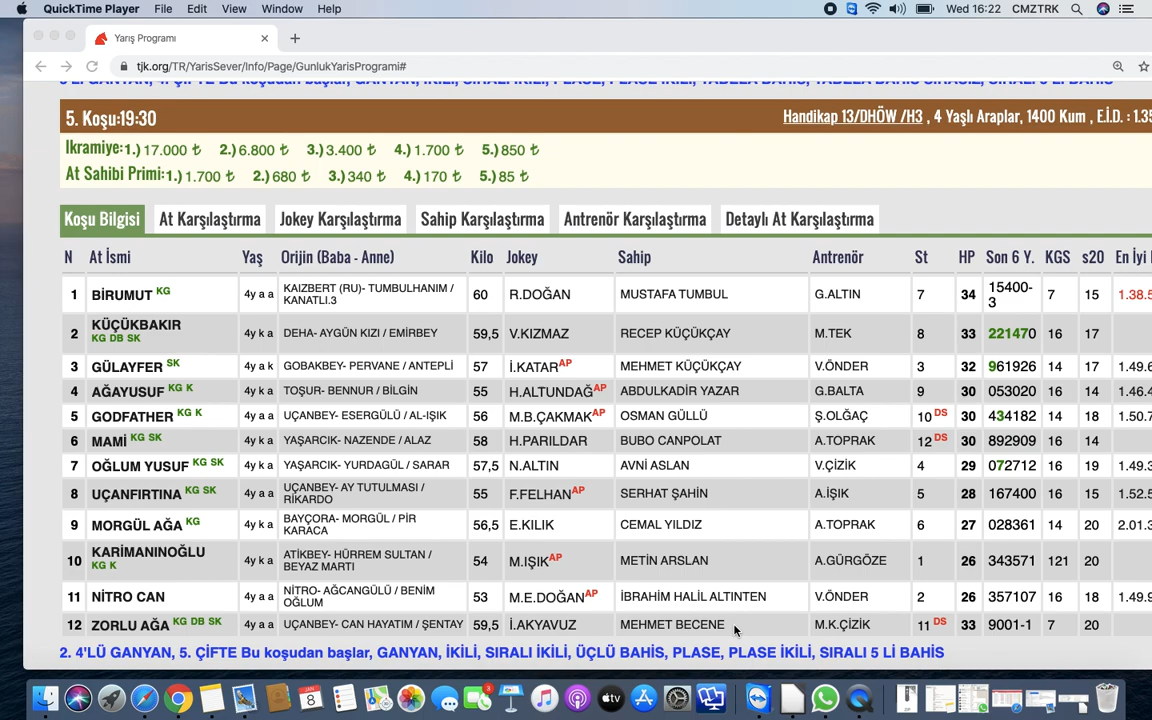 QuickTime Player File Edit View Window Help Wed 16:22 CMZTRK
Yarış Programı
tjk.org/TR/YarisSever/Info/Page/GunlukYarisProgrami#
5. Koşu:19:30 Handikap 13/DHÖW /H3 , 4 Yaşlı Araplar, 1400 Kum , E.İ.D. : 1.35
İkramiye:1.) 17.000 ₺ 2.) 6.800 ₺ 3.) 3.400 ₺ 4.) 1.700 ₺ 5.) 850 ₺
At Sahibi Primi:1.) 1.700 ₺ 2.) 680 ₺ 3.) 340 ₺ 4.) 170 ₺ 5.) 85 ₺
Koşu Bilgisi At Karşılaştırma Jokey Karşılaştırma Sahip Karşılaştırma Antrenör Karşılaştırma Detaylı At Karşılaştırma
N At İsmi Yaş Orijin (Baba - Anne) Kilo Jokey Sahip Antrenör St HP Son 6 Y. KGS s20 En İyi
1 BİRUMUT KG 4y a a KAIZBERT (RU)- TUMBULHANIM / KANATLI.3 60 R.DOĞAN MUSTAFA TUMBUL G.ALTIN 7 34 15400-3 7 15 1.38.5
2 KÜÇÜKBAKIR KG DB SK 4y k a DEHA- AYGÜN KIZI / EMİRBEY 59,5 V.KIZMAZ RECEP KÜÇÜKÇAY M.TEK 8 33 221470 16 17
3 GÜLAYFER SK 4y a k GOBAKBEY- PERVANE / ANTEPLİ 57 İ.KATAR AP MEHMET KÜÇÜKÇAY V.ÖNDER 3 32 961926 14 17 1.49.6
4 AĞAYUSUF KG K 4y k a TOŞUR- BENNUR / BİLGİN 55 H.ALTUNDAĞ AP ABDULKADİR YAZAR G.BALTA 9 30 053020 16 14 1.46.4
5 GODFATHER KG K 4y a a UÇANBEY- ESERGÜLÜ / AL-IŞIK 56 M.B.ÇAKMAK AP OSMAN GÜLLÜ Ş.OLĞAÇ 10 DS 30 434182 14 18 1.50.7
6 MAMİ KG SK 4y k a YAŞARCIK- NAZENDE / ALAZ 58 H.PARILDAR BUBO CANPOLAT A.TOPRAK 12 DS 30 892909 16 14
7 OĞLUM YUSUF KG SK 4y k a YAŞARCIK- YURDAGÜL / SARAR 57,5 N.ALTIN AVNİ ASLAN V.ÇİZİK 4 29 072712 16 19 1.49.3
8 UÇANFIRTINA KG SK 4y a a UÇANBEY- AY TUTULMASI / RİKARDO 55 F.FELHAN AP SERHAT ŞAHİN A.IŞIK 5 28 167400 16 15 1.52.5
9 MORGÜL AĞA KG 4y k a BAYÇORA- MORGÜL / PİR KARACA 56,5 E.KILIK CEMAL YILDIZ A.TOPRAK 6 27 028361 14 20 2.01.3
10 KARİMANINOĞLU KG K 4y k a ATİKBEY- HÜRREM SULTAN / BEYAZ MARTI 54 M.IŞIK AP METİN ARSLAN A.GÜRGÖZE 1 26 343571 121 20
11 NİTRO CAN 4y a a NİTRO- AĞCANGÜLÜ / BENİM OĞLUM 53 M.E.DOĞAN AP İBRAHİM HALİL ALTINTEN V.ÖNDER 2 26 357107 16 18 1.49.9
12 ZORLU AĞA KG DB SK 4y a a UÇANBEY- CAN HAYATIM / ŞENTAY 59,5 İ.AKYAVUZ MEHMET BECENE M.K.ÇİZİK 11 DS 33 9001-1 7 20
2. 4'LÜ GANYAN, 5. ÇİFTE Bu koşudan başlar, GANYAN, İKİLİ, SIRALI İKİLİ, ÜÇLÜ BAHİS, PLASE, PLASE İKİLİ, SIRALI 5 Lİ BAHİS